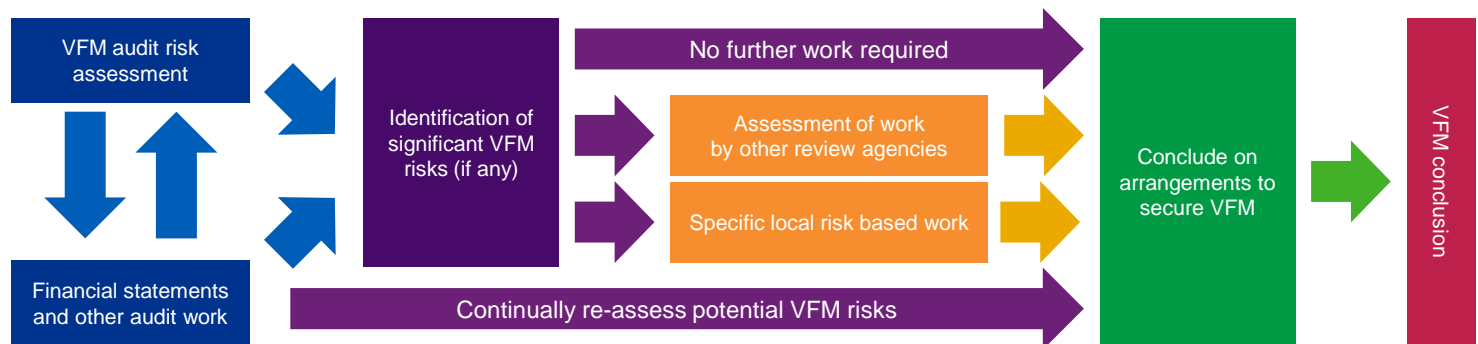 VFM audit risk
assessment
Financial statements
and other audit work
Identification of
significant VFM
risks (if any)
No further work required
Assessment of work
by other review agencies
Specific local risk based work
Continually re-assess potential VFM risks
Conclude on
arrangements to
secure VFM
VFM conclusion